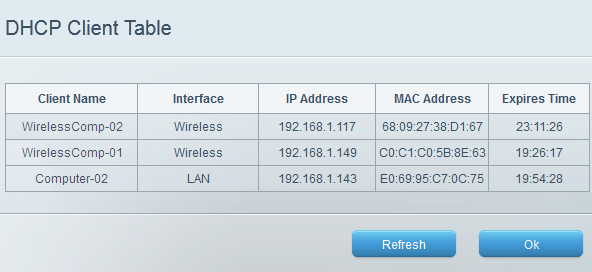 DHCP Client Table
Client Name Interface IP Address MAC Address Expires Time
WirelessComp-02 Wireless 192.168.1.117 68:09:27:38:D1:67 23:11:26
WirelessComp-01 Wireless 192.168.1.149 C0:C1:C0:5B:8E:63 19:26:17
Computer-02 LAN 192.168.1.143 E0:69:95:C7:0C:75 19:54:28
Refresh Ok